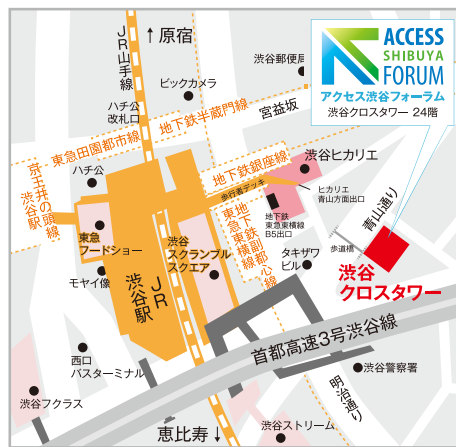 ↑原宿
JR山手線
ACCESS
SHIBUYA
FORUM
アクセス渋谷フォーラム
渋谷クロスタワー 24階
渋谷郵便局
ビックカメラ
ハチ公
改札口
宮益坂
地下鉄半蔵門線
東急田園都市線
京王井の頭線
渋谷駅
ハチ公
地下鉄銀座線
渋谷ヒカリエ
歩行者デッキ
ヒカリエ
青山方面出口
青山通り
地下鉄
東急東横線
B5出口
地下鉄副都心線
東急東横線
東急
フードショー
渋谷
スクランブル
スクエア
タキザワ
ビル
歩道橋
渋谷
クロスタワー
モヤイ像
JR
渋谷駅
首都高速3号渋谷線
西口
バスターミナル
渋谷警察署
明治通り
渋谷フクラス
恵比寿↓
渋谷ストリーム